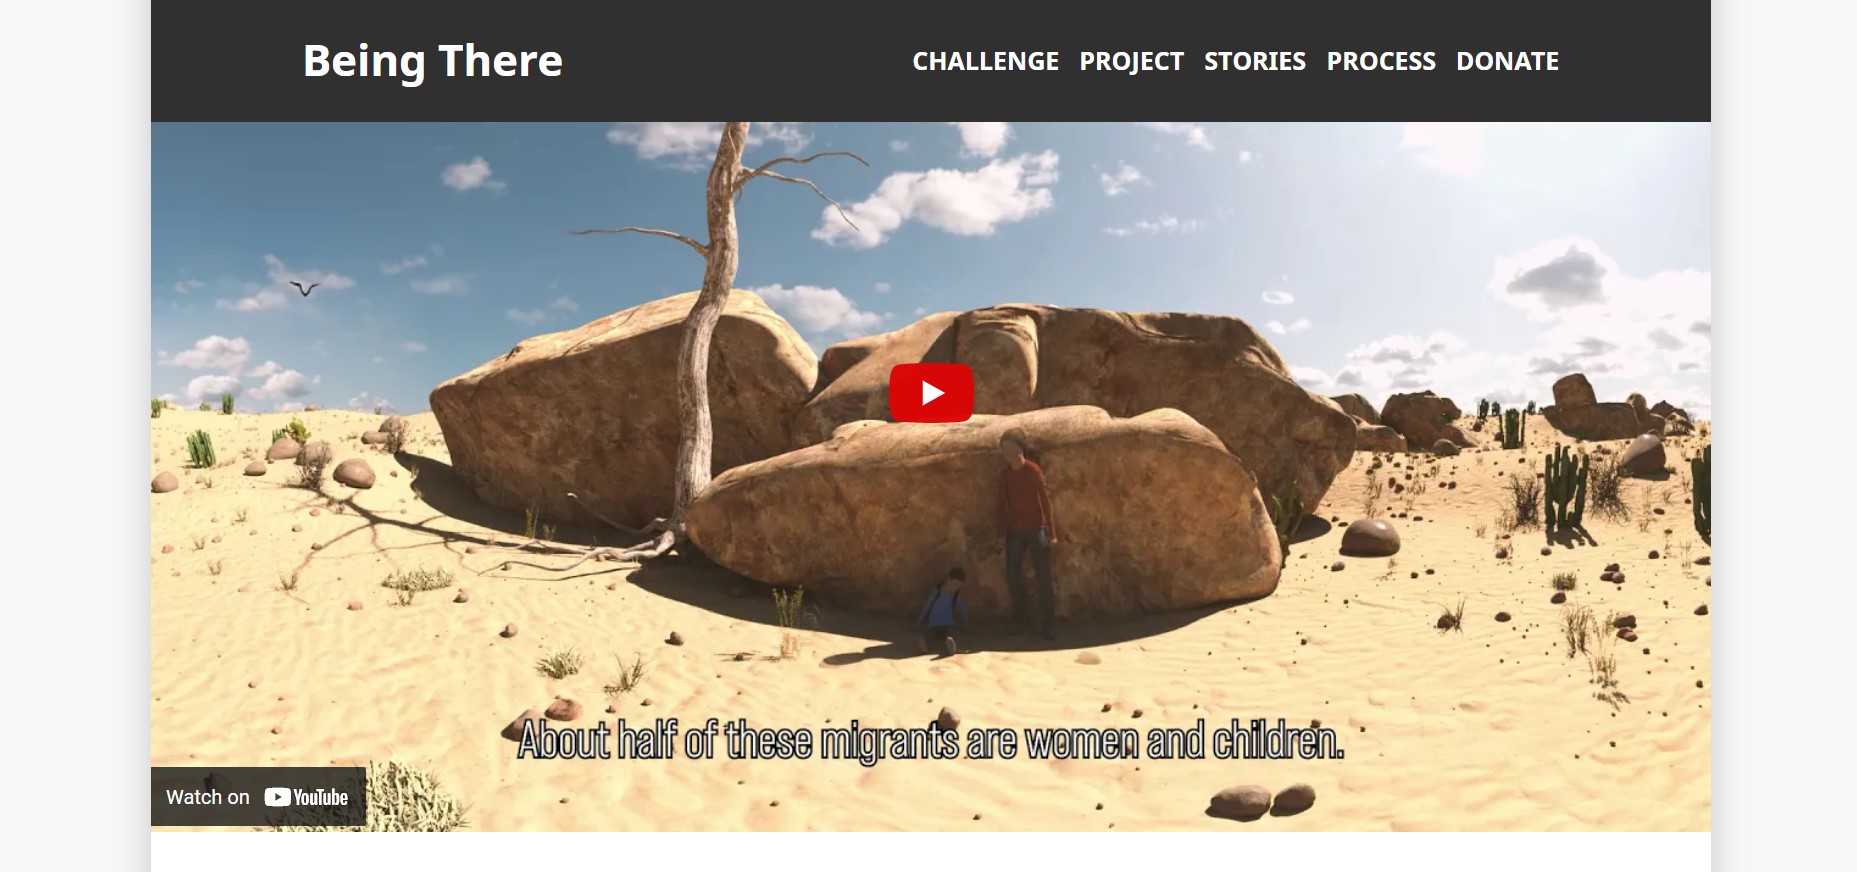 Being There
CHALLENGE PROJECT STORIES PROCESS DONATE
About half of these migrants are women and children.
Watch on YouTube